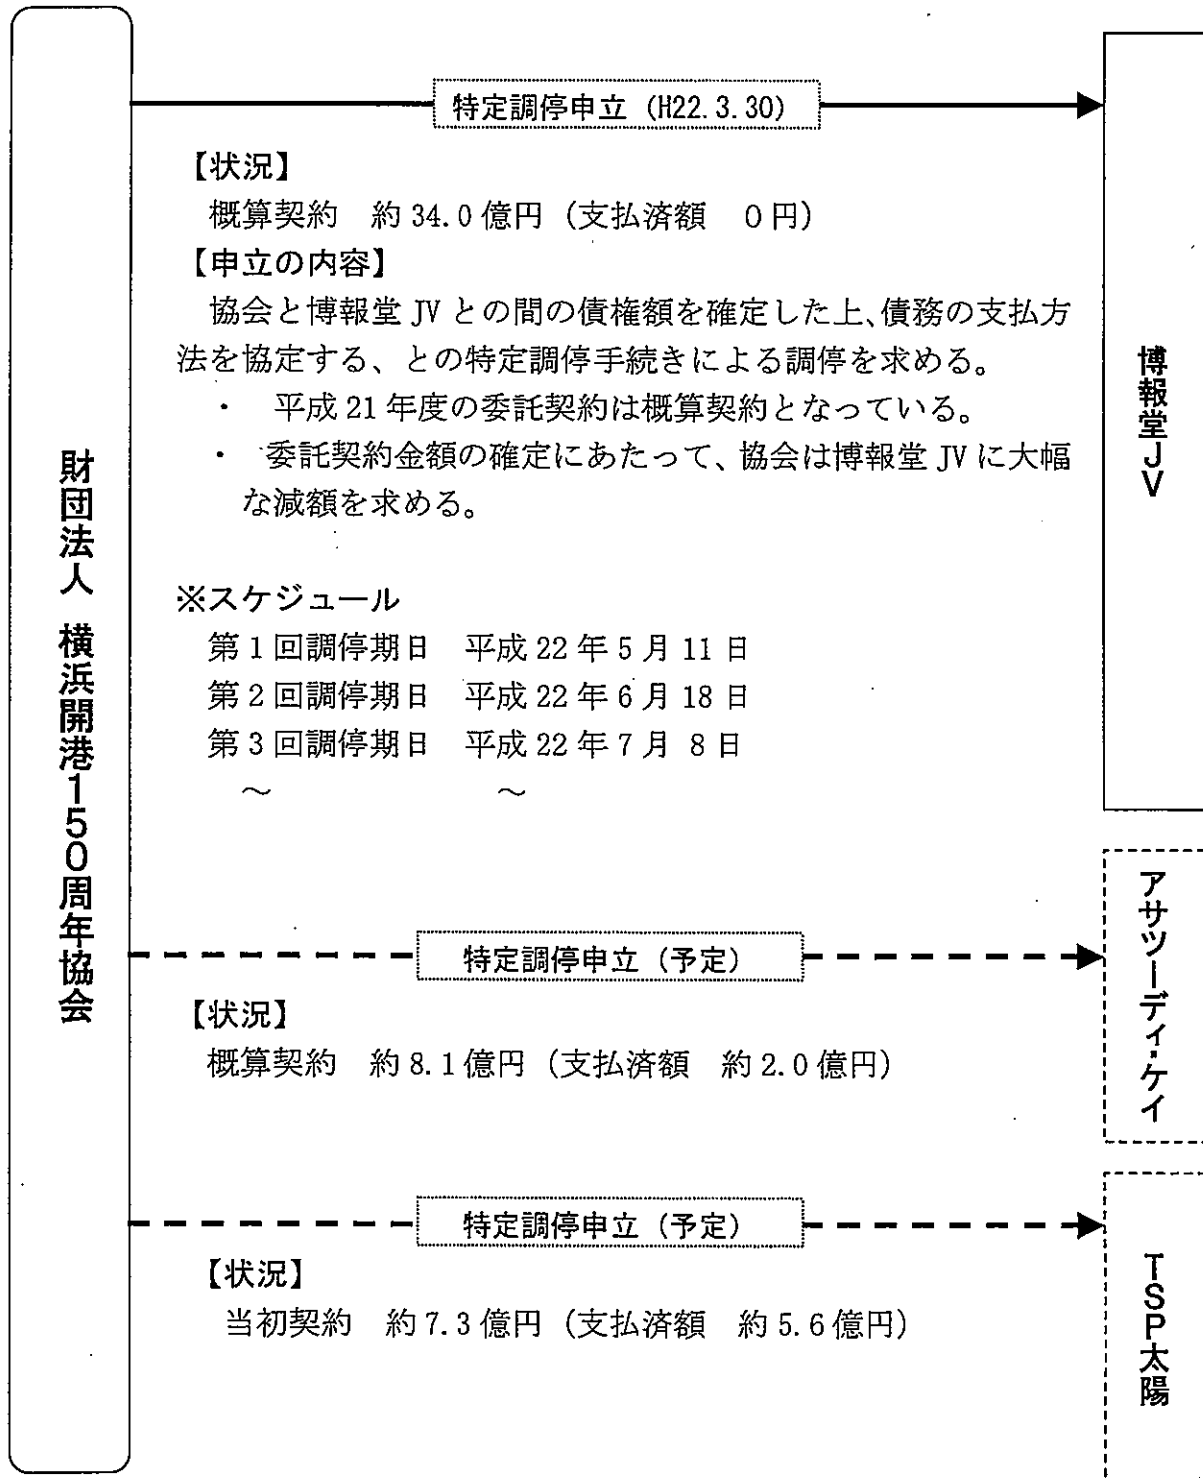 財団法人 横浜開港150周年協会
特定調停申立（H22.3.30）
【状況】
概算契約　約34.0億円（支払済額　０円）
【申立の内容】
協会と博報堂JVとの間の債権額を確定した上、債務の支払方
法を協定する、との特定調停手続きによる調停を求める。
・　平成21年度の委託契約は概算契約となっている。
・　委託契約金額の確定にあたって、協会は博報堂JVに大幅
な減額を求める。
※スケジュール
第1回調停期日　平成22年5月11日
第2回調停期日　平成22年6月18日
第3回調停期日　平成22年7月 8日
～　　　　　～
博報堂JV
特定調停申立（予定）
【状況】
概算契約　約8.1億円（支払済額　約2.0億円）
アサツーディ・ケイ
特定調停申立（予定）
【状況】
当初契約　約7.3億円（支払済額　約5.6億円）
TSP太陽